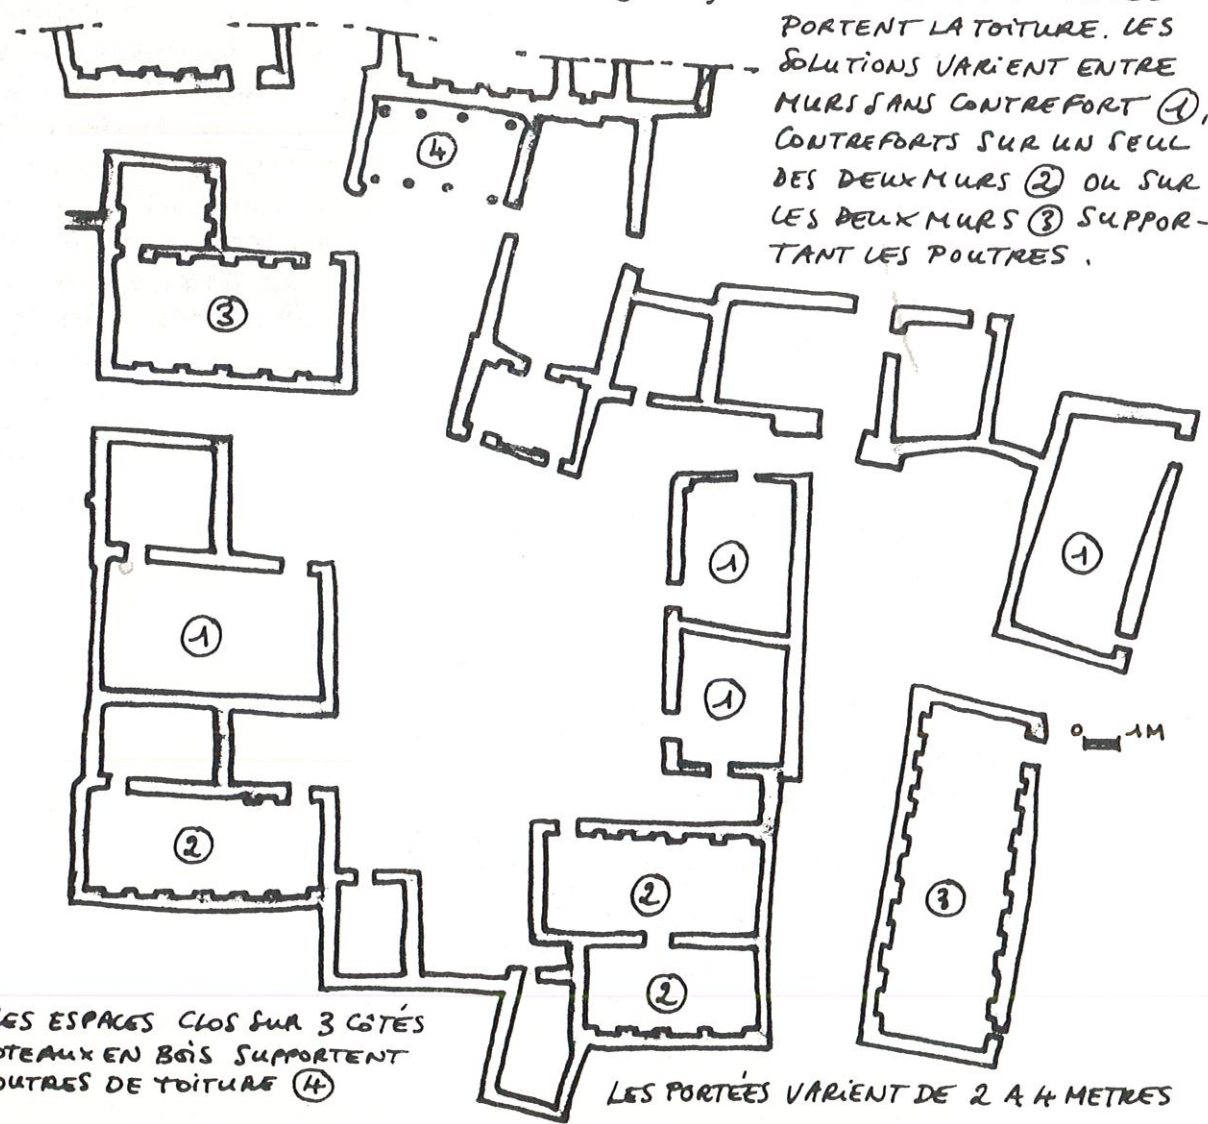 PORTENT LA TOITURE. LES
SOLUTIONS VARIENT ENTRE
MURS SANS CONTREFORT ①,
CONTREFORTS SUR UN SEUL
DES DEUX MURS ② OU SUR
LES DEUX MURS ③ SUPPOR-
TANT LES POUTRES.
④
③
①
①
①
①
0 1M
②
②
③
②
ES ESPACES CLOS SUR 3 CÔTÉS
OTEAUX EN BOIS SUPPORTENT
OUTRES DE TOITURE ④
LES PORTÉES VARIENT DE 2 A 4 METRES